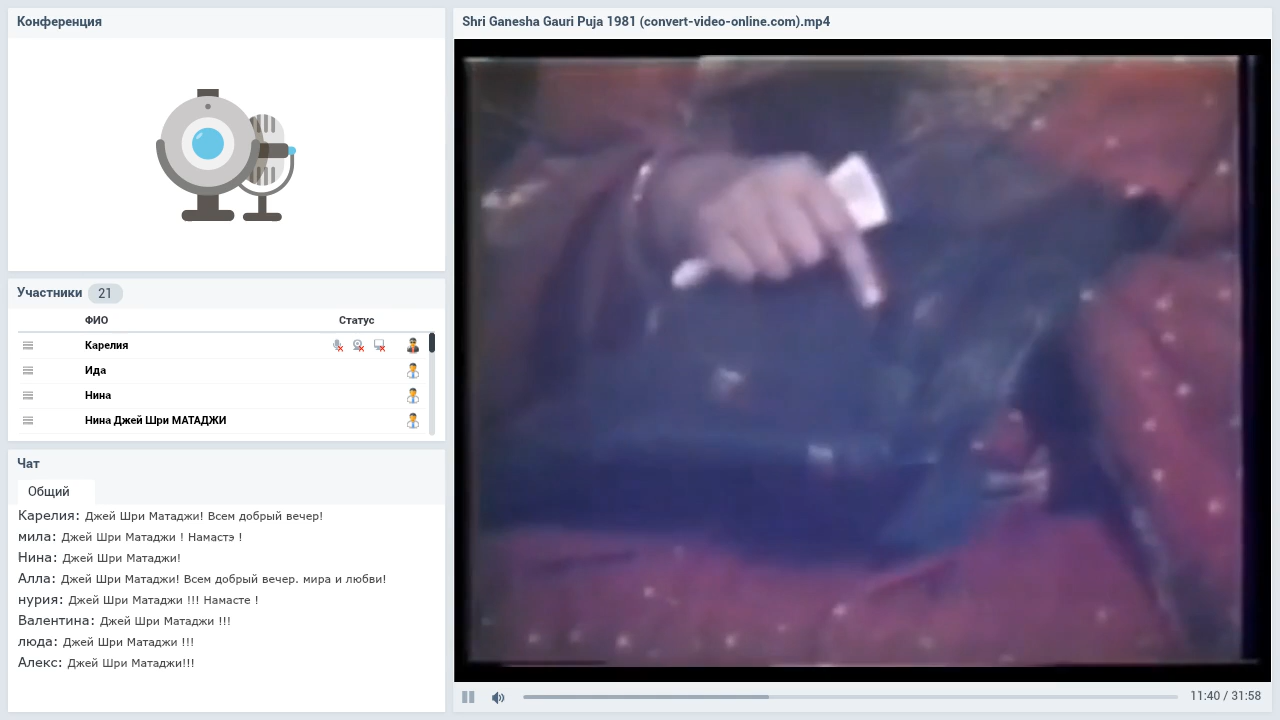 Конференция
Shri Ganesha Gauri Puja 1981 (convert-video-online.com).mp4
Участники 21
ФИО Статус
Карелия
Ида
Нина
Нина Джей Шри МАТАДЖИ
Чат
Общий
Карелия: Джей Шри Матаджи! Всем добрый вечер!
мила: Джей Шри Матаджи ! Намастэ !
Нина: Джей Шри Матаджи!
Алла: Джей Шри Матаджи! Всем добрый вечер. мира и любви!
нурия: Джей Шри Матаджи !!! Намасте !
Валентина: Джей Шри Матаджи !!!
люда: Джей Шри Матаджи !!!
Алекс: Джей Шри Матаджи!!!
11:40 / 31:58